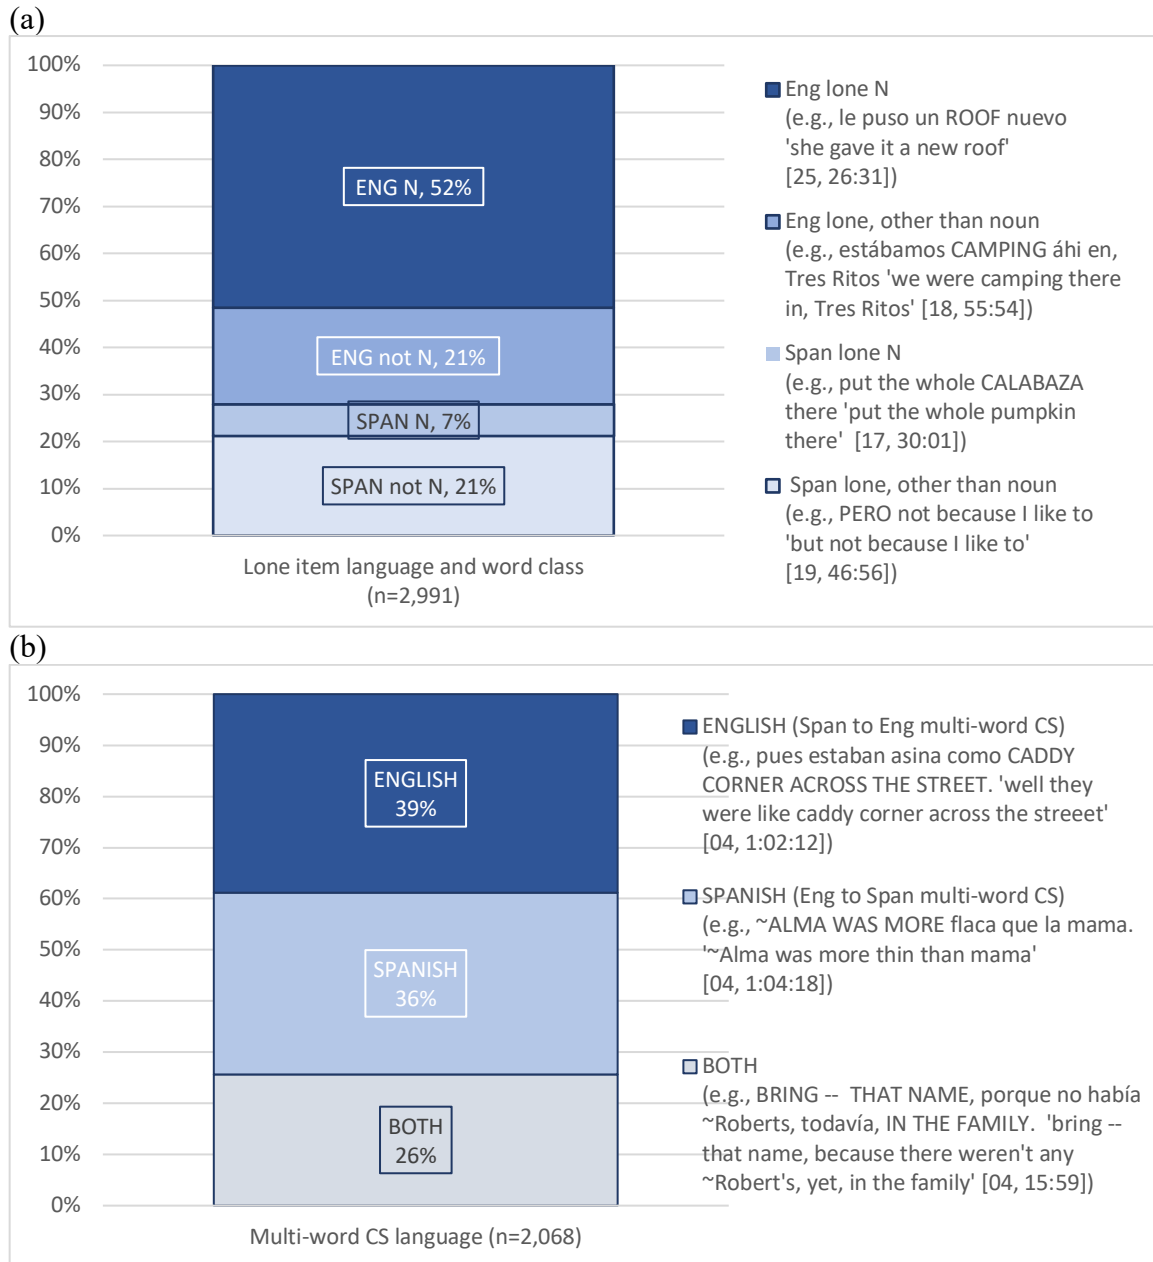 (a)
100%
90%
80%
70%
60%
50%
40%
30%
20%
10%
0%
ENG N, 52%
ENG not N, 21%
SPAN N, 7%
SPAN not N, 21%
Lone item language and word class
(n=2,991)
Eng lone N
(e.g., le puso un ROOF nuevo
'she gave it a new roof'
[25, 26:31])
Eng lone, other than noun
(e.g., estábamos CAMPING áhi en,
Tres Ritos 'we were camping there
in, Tres Ritos' [18, 55:54])
Span lone N
(e.g., put the whole CALABAZA
there 'put the whole pumpkin
there'  [17, 30:01])
Span lone, other than noun
(e.g., PERO not because I like to
'but not because I like to'
[19, 46:56])
(b)
100%
90%
80%
70%
60%
50%
40%
30%
20%
10%
0%
ENGLISH
39%
SPANISH
36%
BOTH
26%
Multi-word CS language (n=2,068)
ENGLISH (Span to Eng multi-word CS)
(e.g., pues estaban asina como CADDY
CORNER ACROSS THE STREET. 'well they
were like caddy corner across the streeet'
[04, 1:02:12])
SPANISH (Eng to Span multi-word CS)
(e.g., ~ALMA WAS MORE flaca que la mama.
'~Alma was more thin than mama'
[04, 1:04:18])
BOTH
(e.g., BRING --  THAT NAME, porque no había
~Roberts, todavía, IN THE FAMILY.  'bring --
that name, because there weren't any
~Robert's, yet, in the family' [04, 15:59])